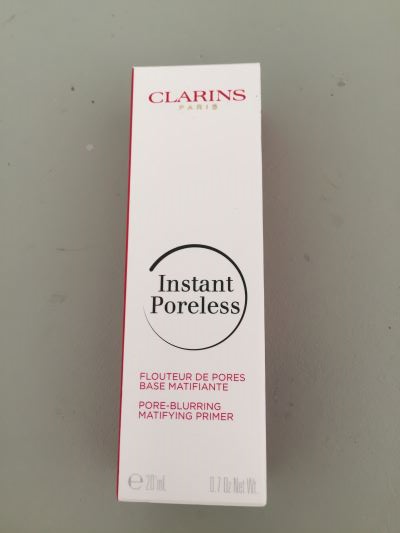 CLARINS
PARIS
Instant
Poreless
FLOUTEUR DE PORES
BASE MATIFIANTE
PORE-BLURRING
MATIFYING PRIMER
℮ 20 mL 0.7 Oz Net Wt.